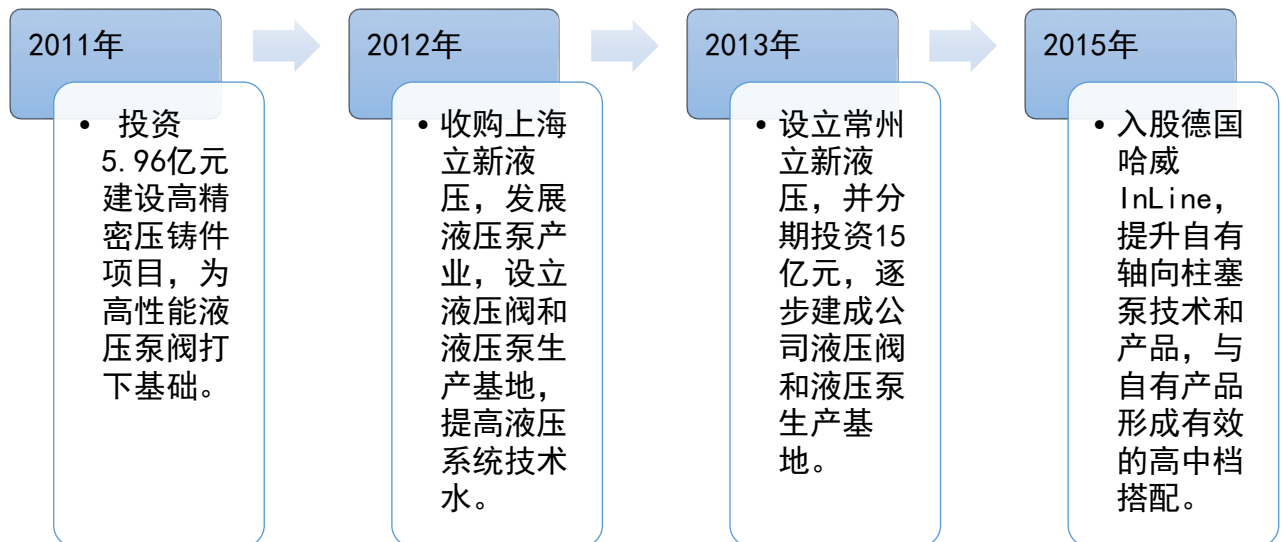 2011年
• 投资
5.96亿元
建设高精
密压铸件
项目，为
高性能液
压泵阀打
下基础。
2012年
• 收购上海
立新液
压，发展
液压泵产
业，设立
液压阀和
液压泵生
产基地，
提高液压
系统技术
水。
2013年
• 设立常州
立新液
压，并分
期投资15
亿元，逐
步建成公
司液压阀
和液压泵
生产基
地。
2015年
• 入股德国
哈威
InLine，
提升自有
轴向柱塞
泵技术和
产品，与
自有产品
形成有效
的高中档
搭配。